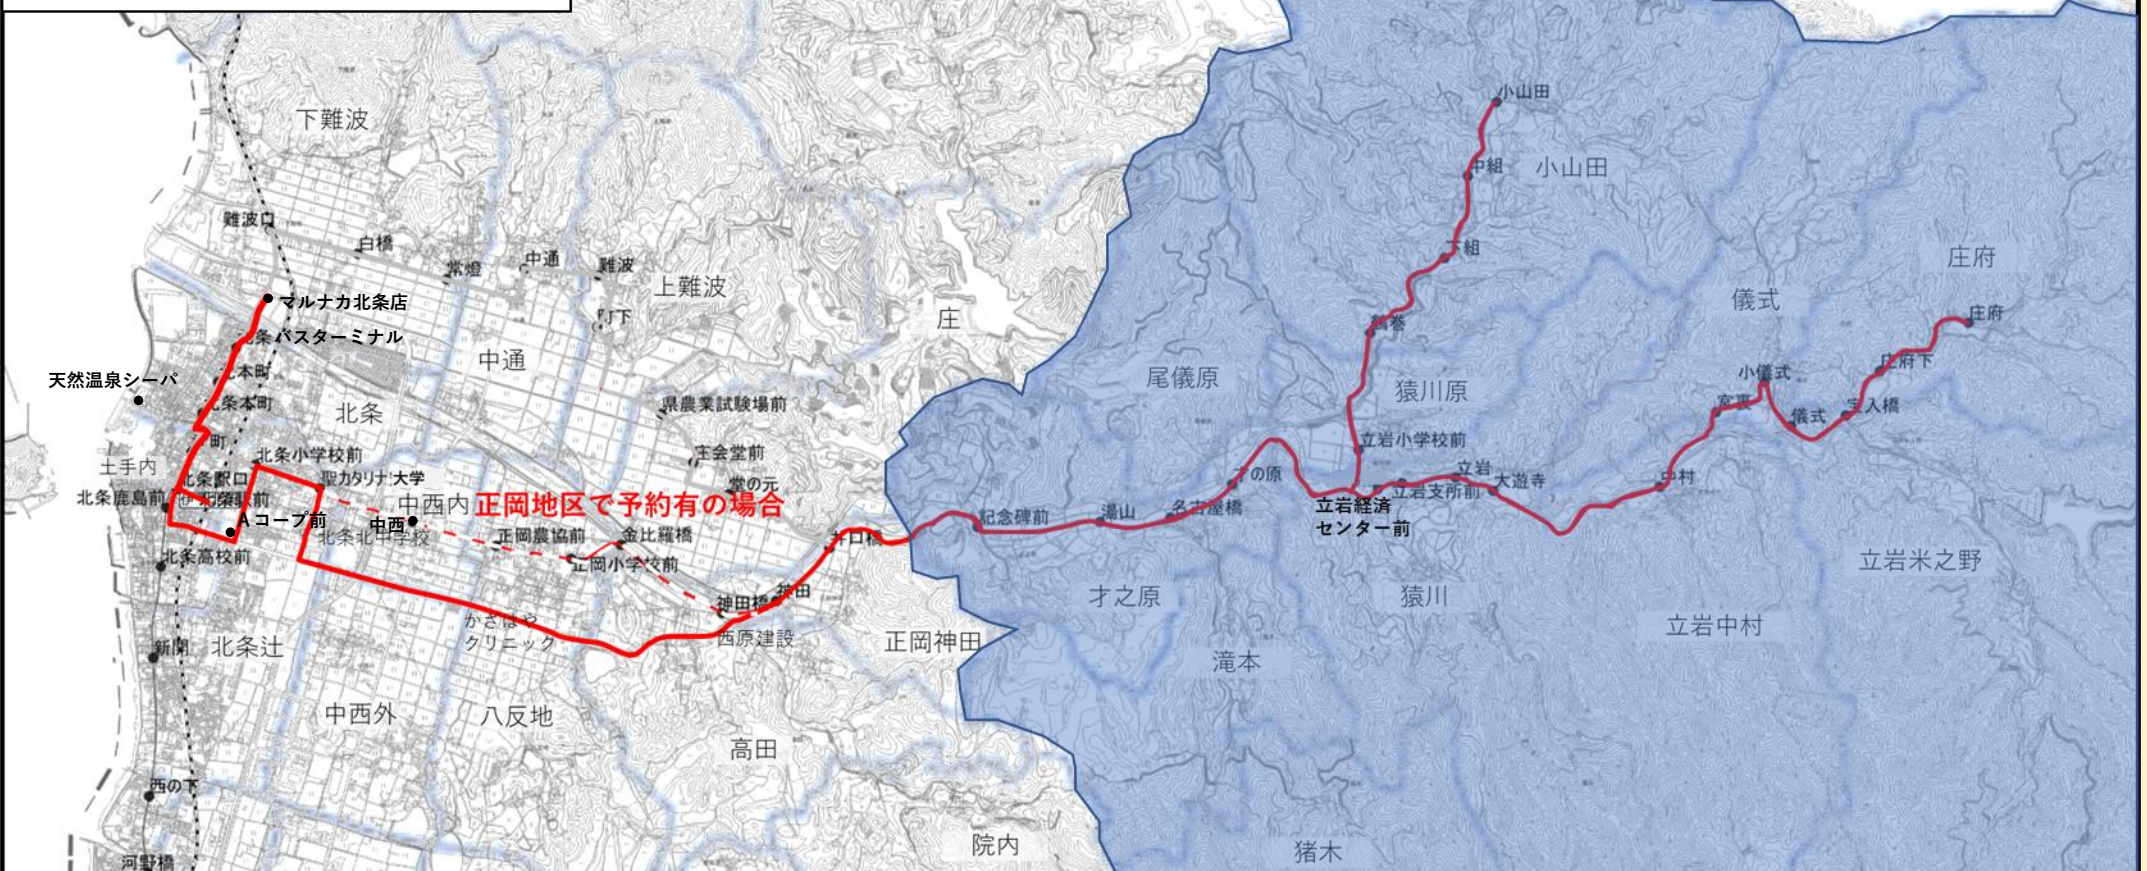 小山田
下難波
中組
小山田
難波口
白橋
下組
常燈
中通
難波
庄府
上難波
マルナカ北条店
儀式
庄府
町下
庄
鶴巻
条バスターミナル
中通
庄府下
本町
小儀式
天然温泉シーパ
尾儀原
猿川原
条本町
県農業試験場前
宮裏
宝入橋
北条
儀式
町
立岩小学校前
北条小学校前
庄会堂前
土手内
立岩
北条駅口
聖カタリナ大学
才の原
中村
堂の元
大遊寺
立岩支所前
北条鹿島前
北条駅前
中西内
正岡地区で予約有の場合
立岩経済
センター前
名古屋橋
湯山
記念碑前
Aコープ前
中西
北条北中学校
正岡農協前
金比羅橋
井口橋
北条高校前
正岡小学校前
立岩米之野
神田
才之原
猿川
神田橋
かざはや
クリニック
西原建設
立岩中村
正岡神田
新開
北条辻
滝本
中西外
八反地
高田
西の下
院内
猪木
河野橋